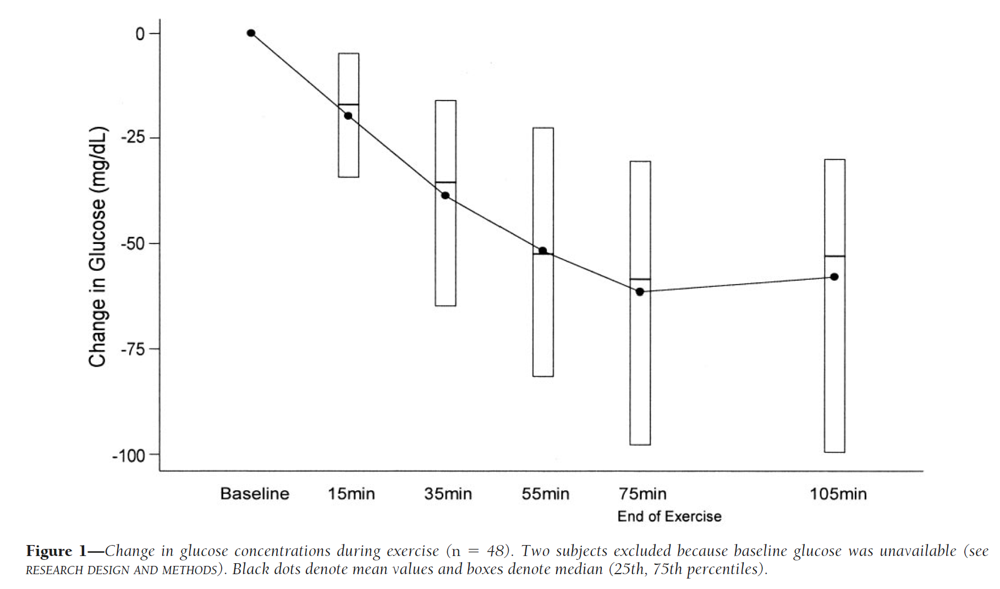 0
-25
-50
-75
-100
Change in Glucose (mg/dL)
Baseline 15min 35min 55min 75min 105min
End of Exercise
Figure 1—Change in glucose concentrations during exercise (n = 48). Two subjects excluded because baseline glucose was unavailable (see
RESEARCH DESIGN AND METHODS). Black dots denote mean values and boxes denote median (25th, 75th percentiles).